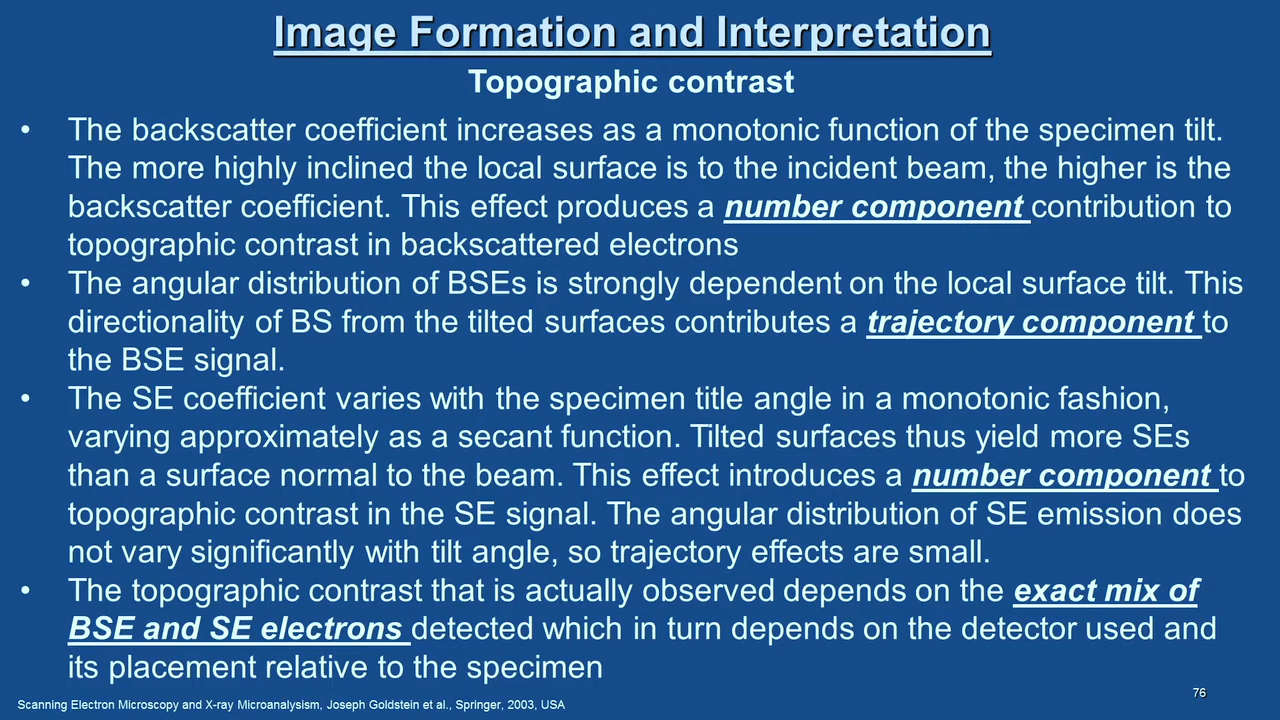 Image Formation and Interpretation
Topographic contrast
• The backscatter coefficient increases as a monotonic function of the specimen tilt.
The more highly inclined the local surface is to the incident beam, the higher is the
backscatter coefficient. This effect produces a number component contribution to
topographic contrast in backscattered electrons
• The angular distribution of BSEs is strongly dependent on the local surface tilt. This
directionality of BS from the tilted surfaces contributes a trajectory component to
the BSE signal.
• The SE coefficient varies with the specimen title angle in a monotonic fashion,
varying approximately as a secant function. Tilted surfaces thus yield more SEs
than a surface normal to the beam. This effect introduces a number component to
topographic contrast in the SE signal. The angular distribution of SE emission does
not vary significantly with tilt angle, so trajectory effects are small.
• The topographic contrast that is actually observed depends on the exact mix of
BSE and SE electrons detected which in turn depends on the detector used and
its placement relative to the specimen
76
Scanning Electron Microscopy and X-ray Microanalysism, Joseph Goldstein et al., Springer, 2003, USA